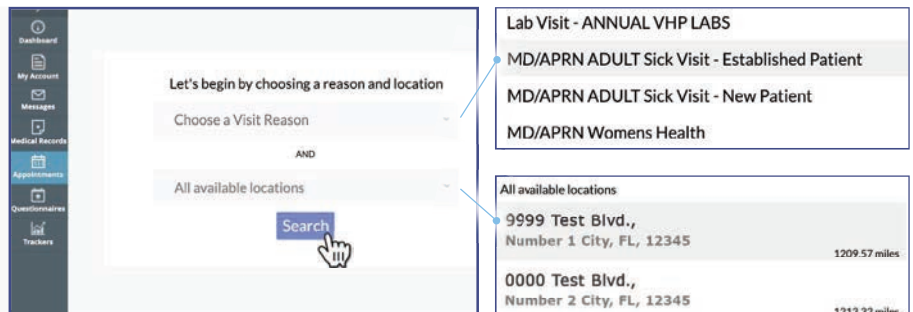 Dashboard
My Account
Messages
Medical Records
Appointments
Questionnaires
Trackers
Let's begin by choosing a reason and location
Choose a Visit Reason
AND
All available locations
Search
Lab Visit - ANNUAL VHP LABS
MD/APRN ADULT Sick Visit - Established Patient
MD/APRN ADULT Sick Visit - New Patient
MD/APRN Womens Health
All available locations
9999 Test Blvd.,
Number 1 City, FL, 12345
1209.57 miles
0000 Test Blvd.,
Number 2 City, FL, 12345
miles